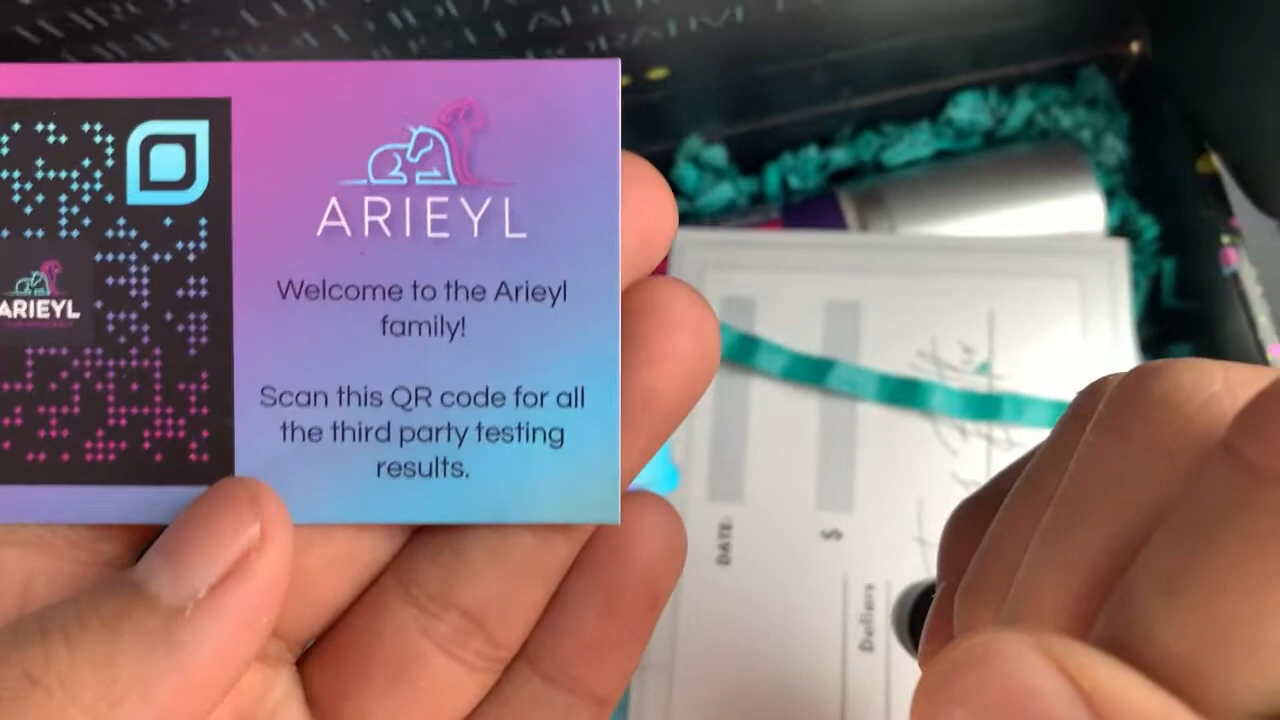 ARIEYL
Welcome to the Arieyl
family!
Scan this QR code for all
the third party testing
results.
ARIEYL
DATE:
$
Dollars